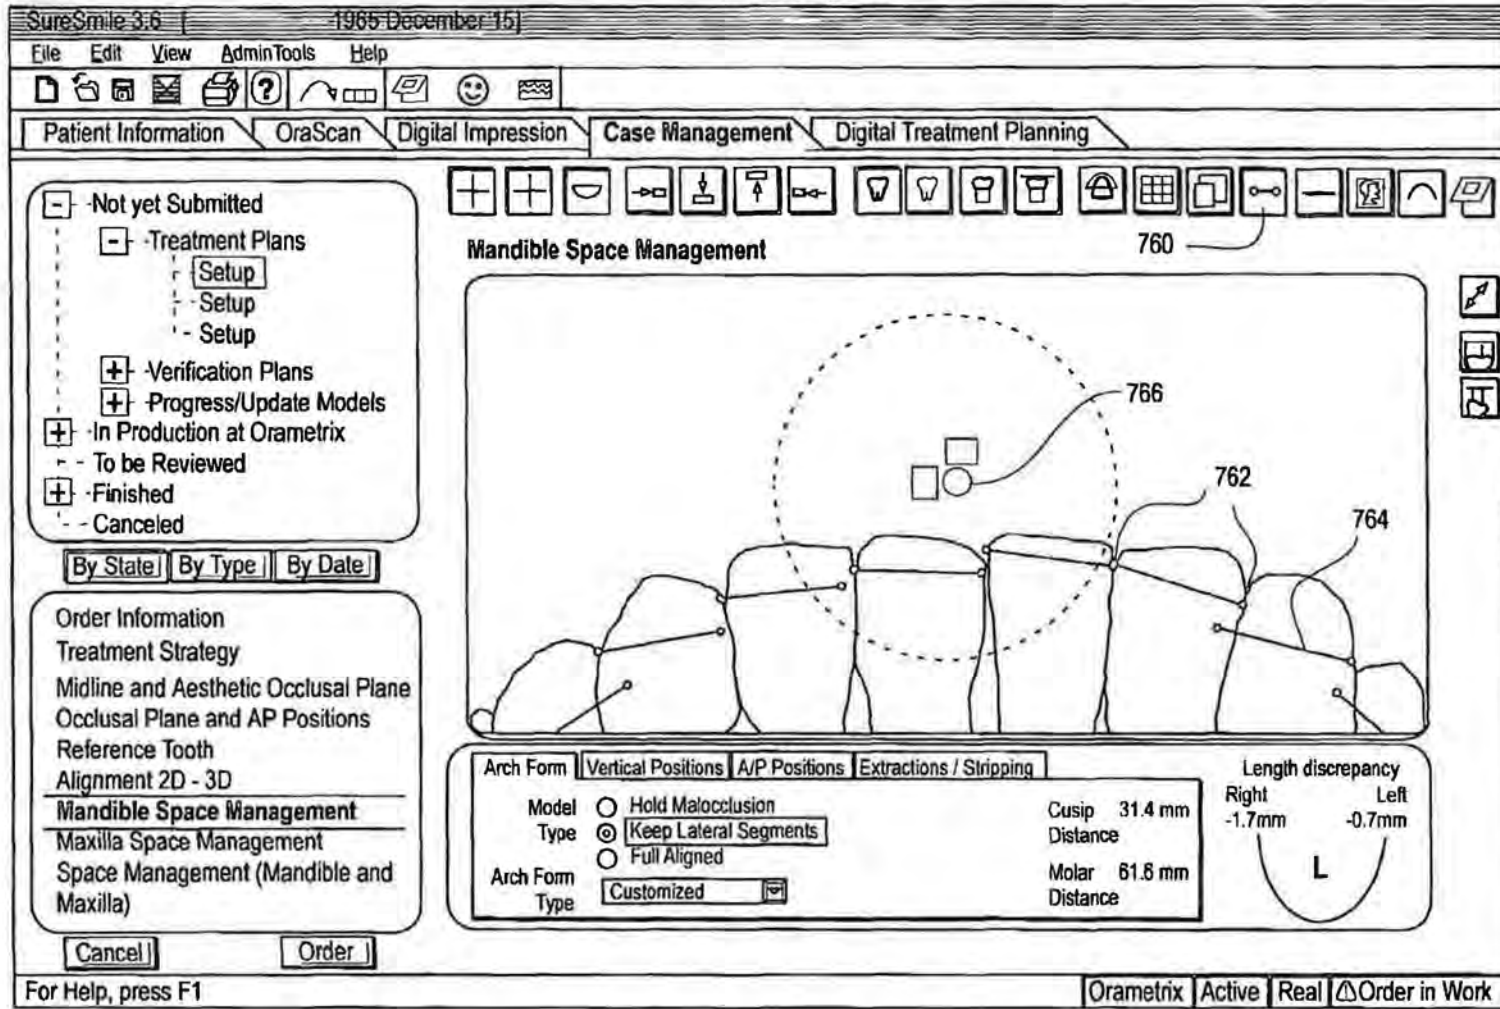 SureSmile 3.6 [ 1965 December 15]
File Edit View AdminTools Help
?
Patient Information OraScan Digital Impression Case Management Digital Treatment Planning
- Not yet Submitted
- Treatment Plans
Setup
Setup
Setup
+ Verification Plans
+ Progress/Update Models
+ In Production at Orametrix
To be Reviewed
+ Finished
Canceled
By State By Type By Date
Order Information
Treatment Strategy
Midline and Aesthetic Occlusal Plane
Occlusal Plane and AP Positions
Reference Tooth
Alignment 2D - 3D
Mandible Space Management
Maxilla Space Management
Space Management (Mandible and
Maxilla)
Cancel Order
760
Mandible Space Management
766
762
764
Arch Form Vertical Positions A/P Positions Extractions / Stripping
Model Type
Hold Malocclusion
Keep Lateral Segments
Full Aligned
Arch Form Type
Customized
Cusip Distance 31.4 mm
Molar Distance 61.6 mm
Length discrepancy
Right Left
-1.7mm -0.7mm
L
For Help, press F1
Orametrix Active Real Order in Work